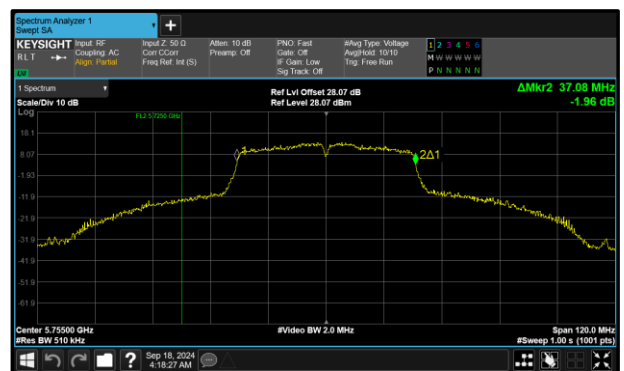 Spectrum Analyzer 1
Swept SA
KEYSIGHT
RLT
Input: RF
Coupling: AC
Align: Partial
Input Z: 50 Ω
Corr CCorr
Freq Ref: Int (S)
Atten: 10 dB
Preamp: Off
PNO: Fast
Gate: Off
IF Gain: Low
Sig Track: Off
#Avg Type: Voltage
Avg|Hold: 10/10
Trig: Free Run
1 2 3 4 5 6
M W W W W W
P N N N N N
1 Spectrum
Scale/Div 10 dB
Ref Lvl Offset 28.07 dB
Ref Level 28.07 dBm
ΔMkr2 37.08 MHz
-1.96 dB
Log
FL2 5.7250 GHz
18.1
8.07
-1.93
-11.9
-21.9
-31.9
-41.9
-51.9
-61.9
1
2Δ1
Center 5.75500 GHz
#Res BW 510 kHz
#Video BW 2.0 MHz
Span 120.0 MHz
#Sweep 1.00 s (1001 pts)
?
Sep 18, 2024
4:18:27 AM